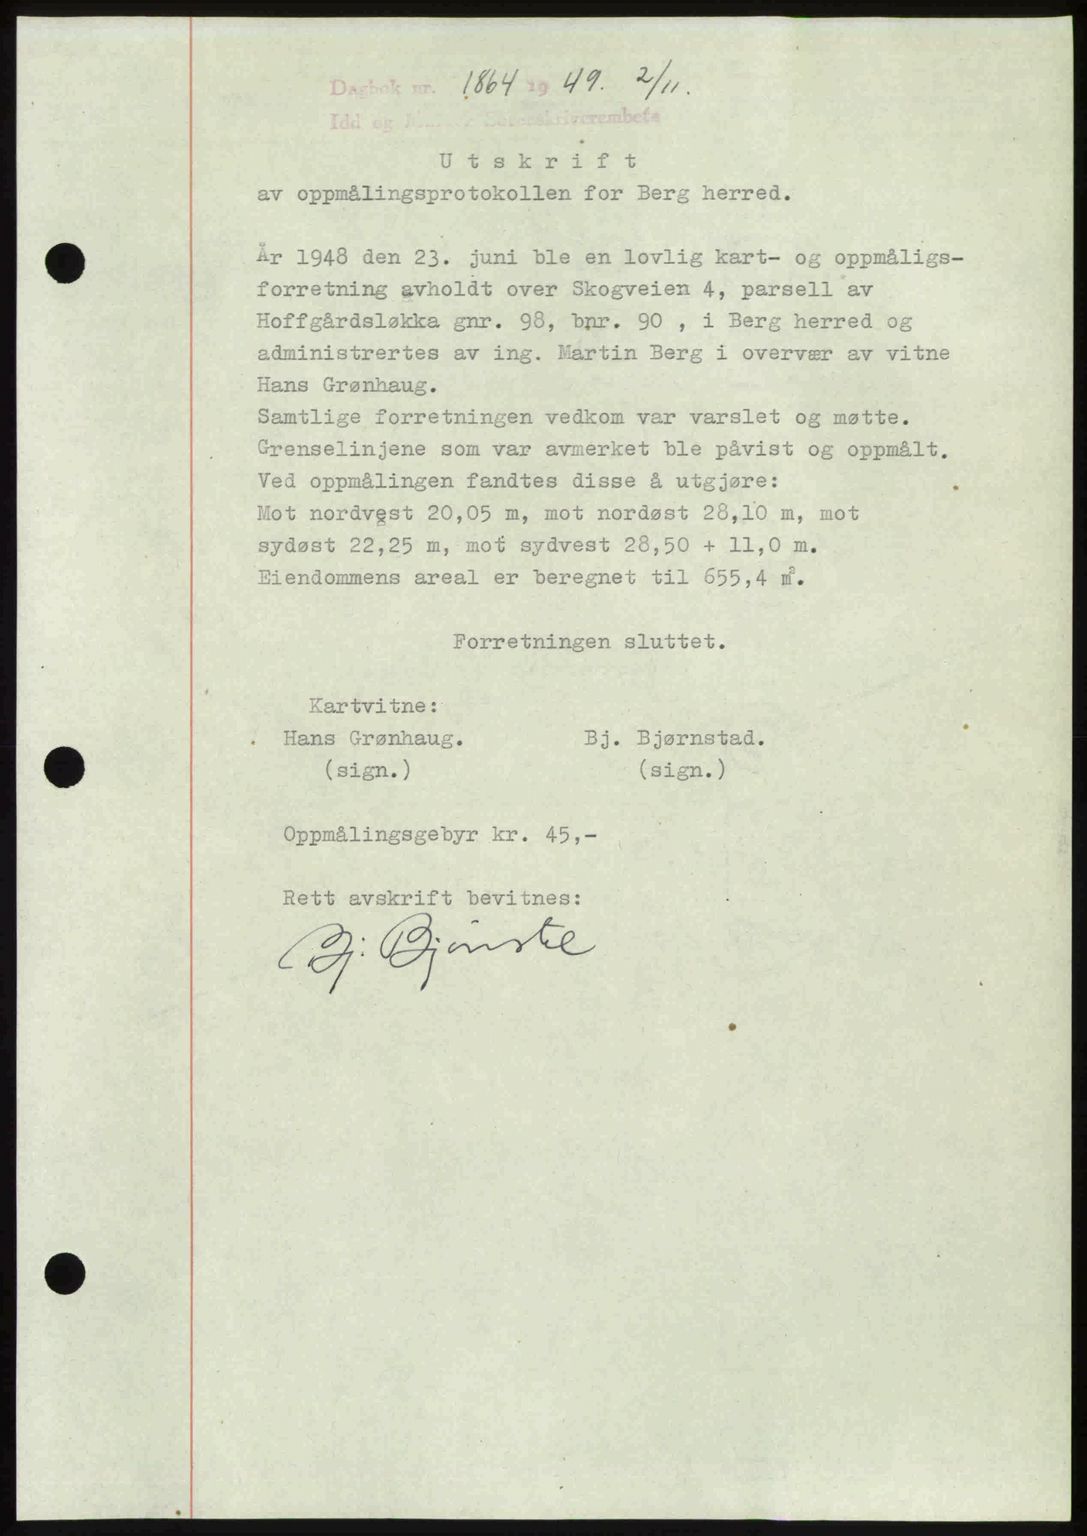 Dagbok nr. 1864 1949. 2/11.
Idd og Sorenskriverembete
Utskrift
av oppmålingsprotokollen for Berg herred.
År 1948 den 23. juni ble en lovlig kart- og oppmåligs-
forretning avholdt over Skogveien 4, parsell av
Hoffgårdsløkka gnr. 98, bnr. 90 , i Berg herred og
administrertes av ing. Martin Berg i overvær av vitne
Hans Grønhaug.
Samtlige forretningen vedkom var varslet og møtte.
Grenselinjene som var avmerket ble påvist og oppmålt.
Ved oppmålingen fandtes disse å utgjøre:
Mot nordvest 20,05 m, mot nordøst 28,10 m, mot
sydøst 22,25 m, mot sydvest 28,50 + 11,0 m.
Eiendommens areal er beregnet til 655,4 m².
Forretningen sluttet.
Kartvitne:
Hans Grønhaug. Bj. Bjørnstad.
(sign.) (sign.)
Oppmålingsgebyr kr. 45,-
Rett avskrift bevitnes:
Bj. Bjørnstad